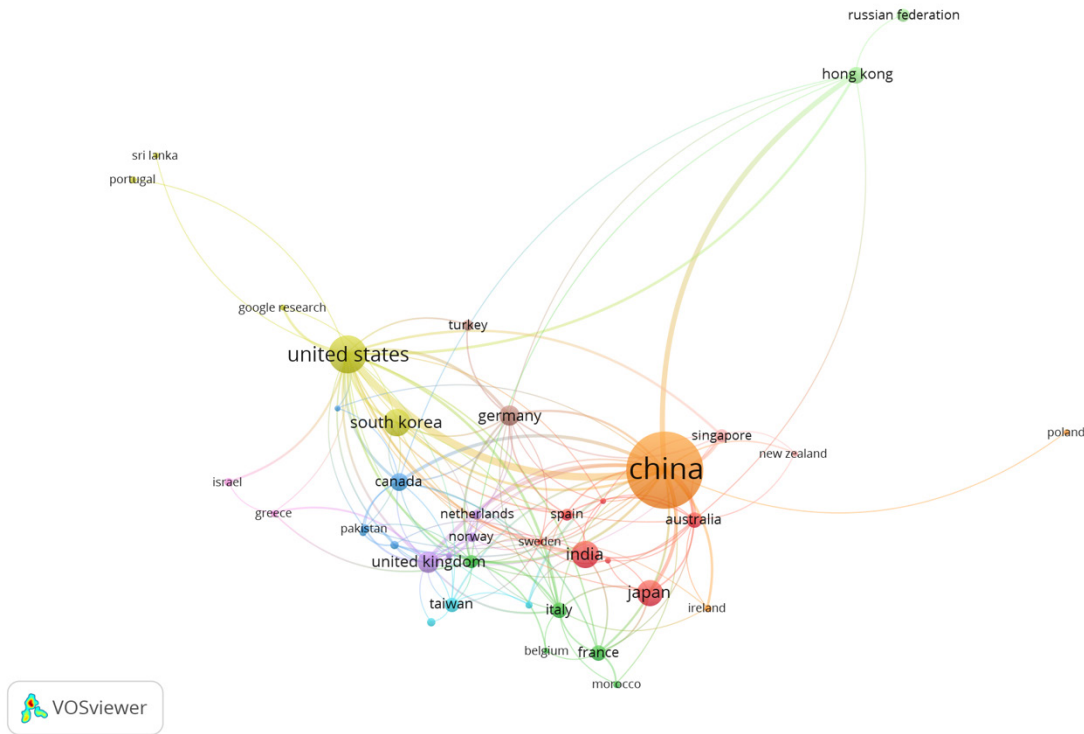 russian federation
hong kong
sri lanka
portugal
google research
turkey
united states
germany
south korea
singapore
poland
new zealand
china
canada
israel
greece
netherlands
spain
australia
pakistan
norway
sweden
india
united kingdom
japan
taiwan
italy
ireland
belgium
france
morocco
VOSviewer